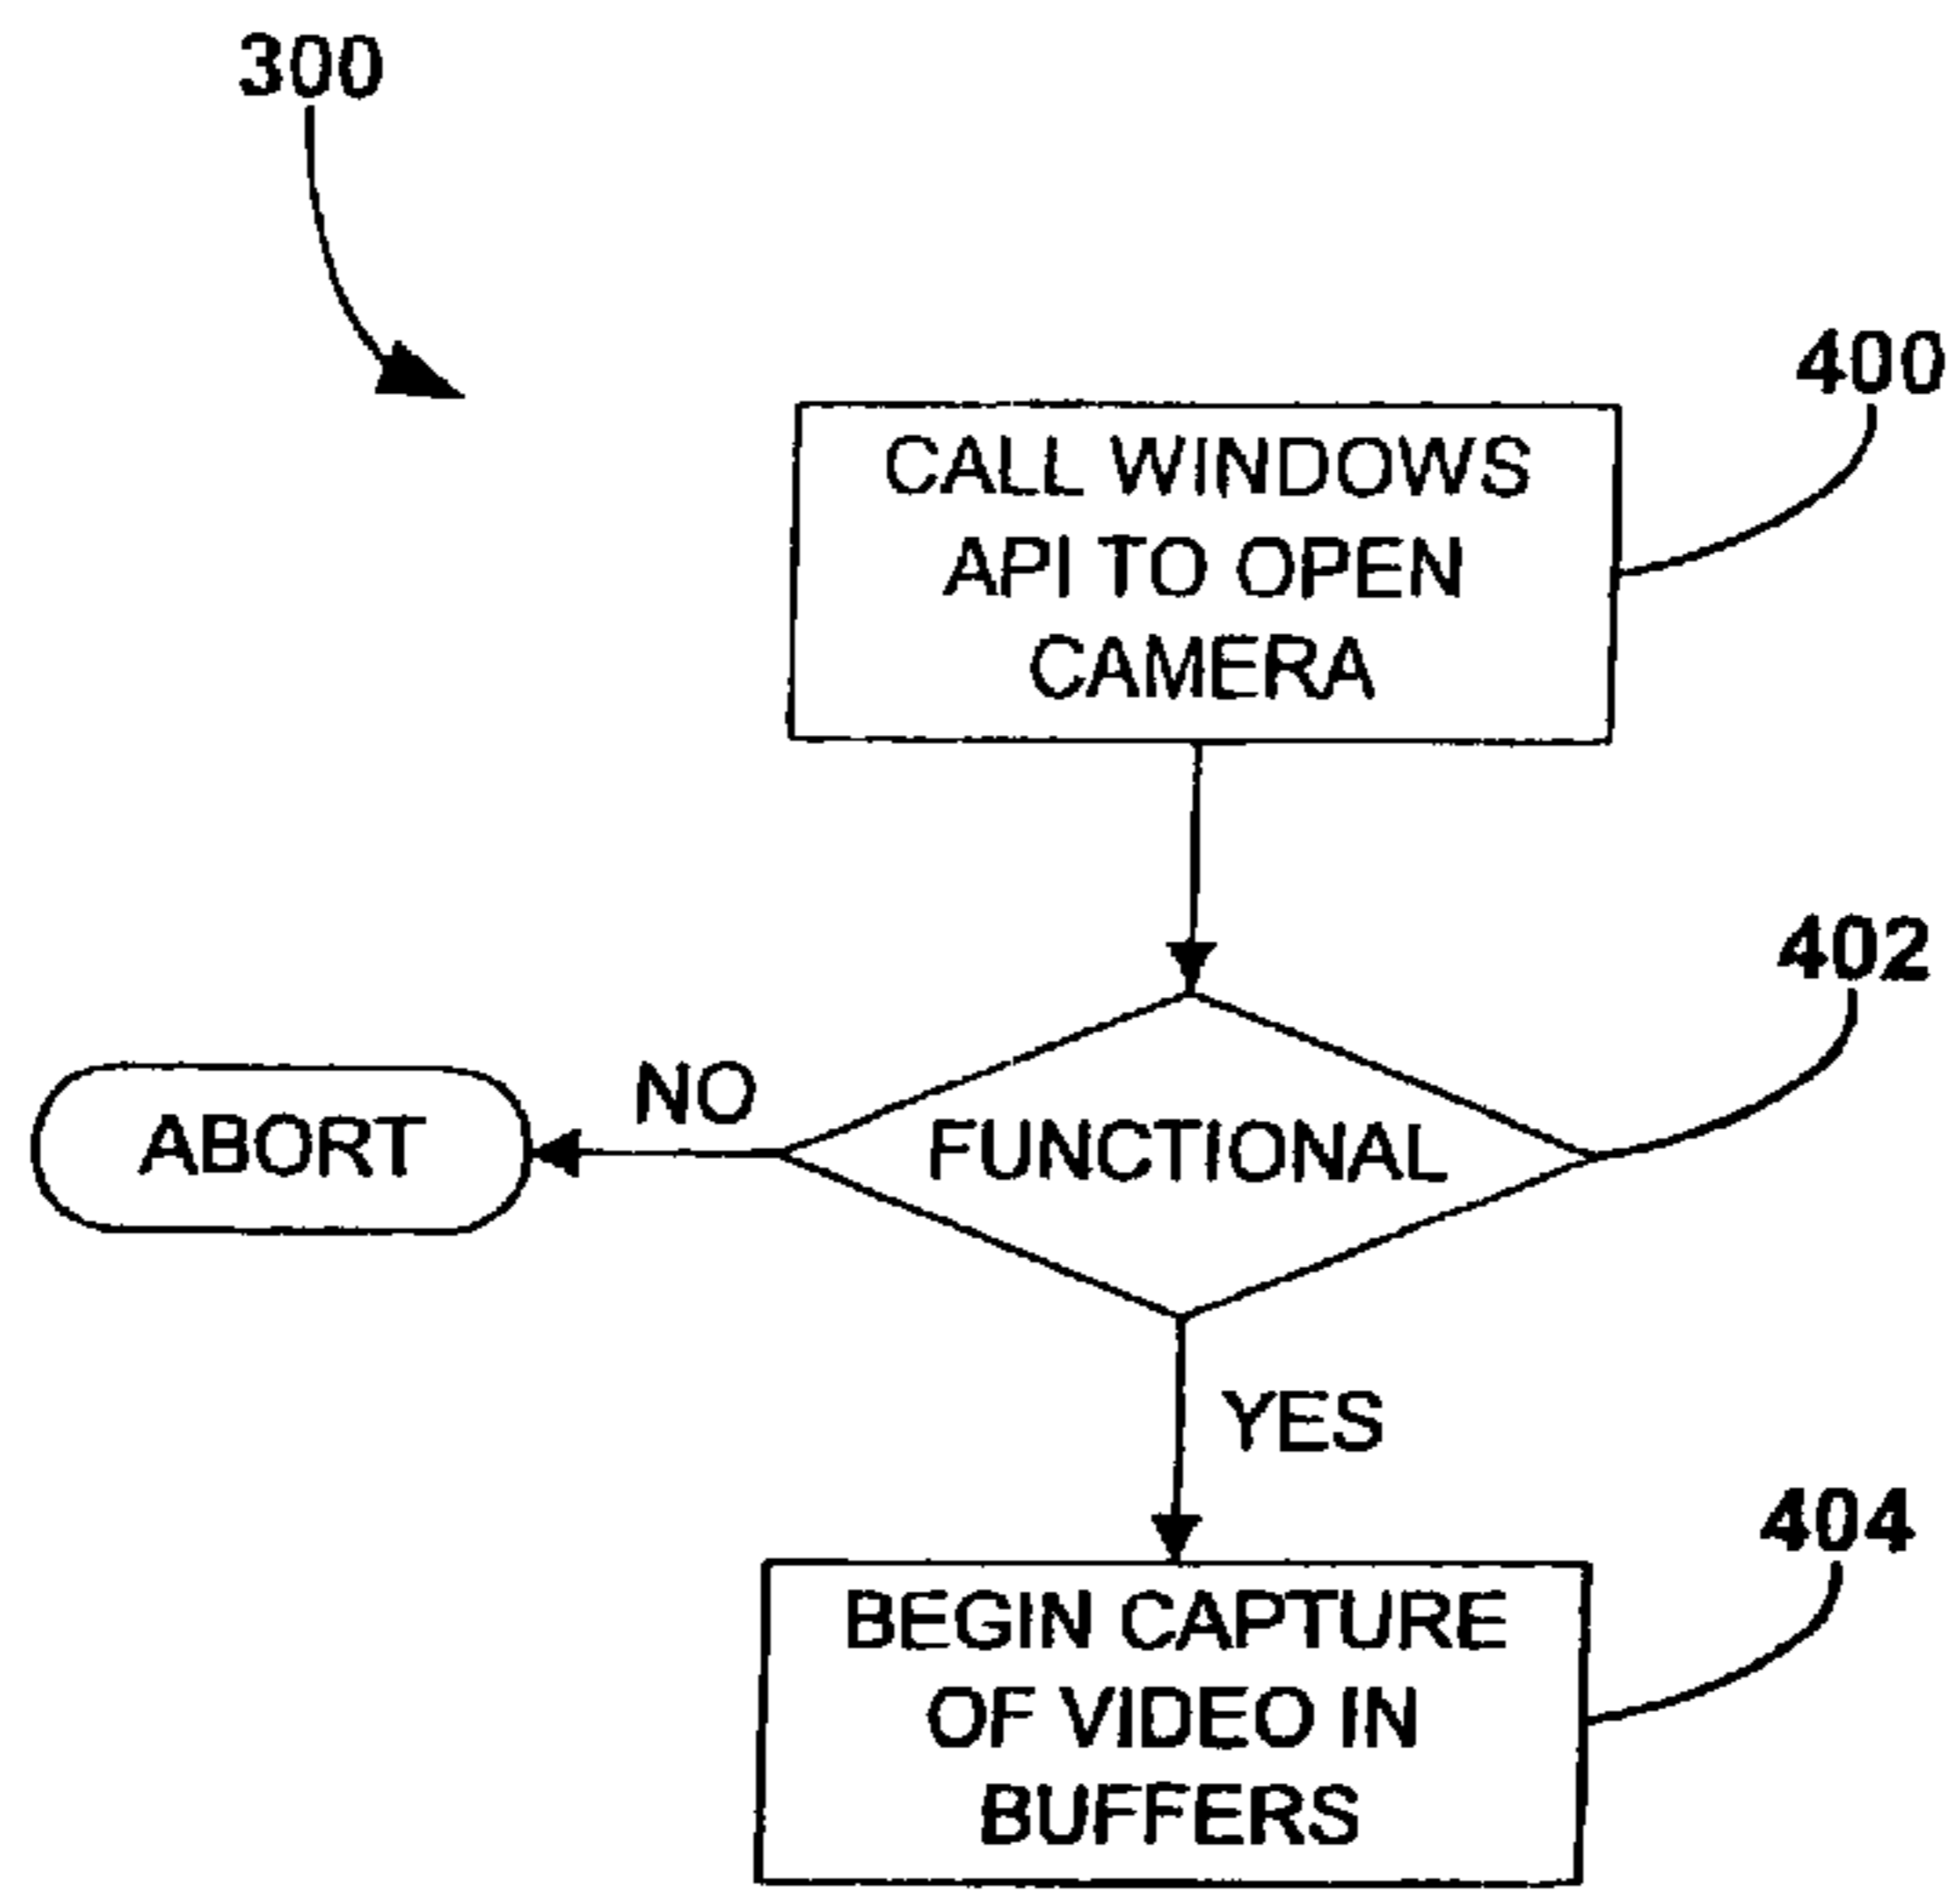 300
400
CALL WINDOWS
API TO OPEN
CAMERA
402
NO
FUNCTIONAL
ABORT
YES
404
BEGIN CAPTURE
OF VIDEO IN
BUFFERS